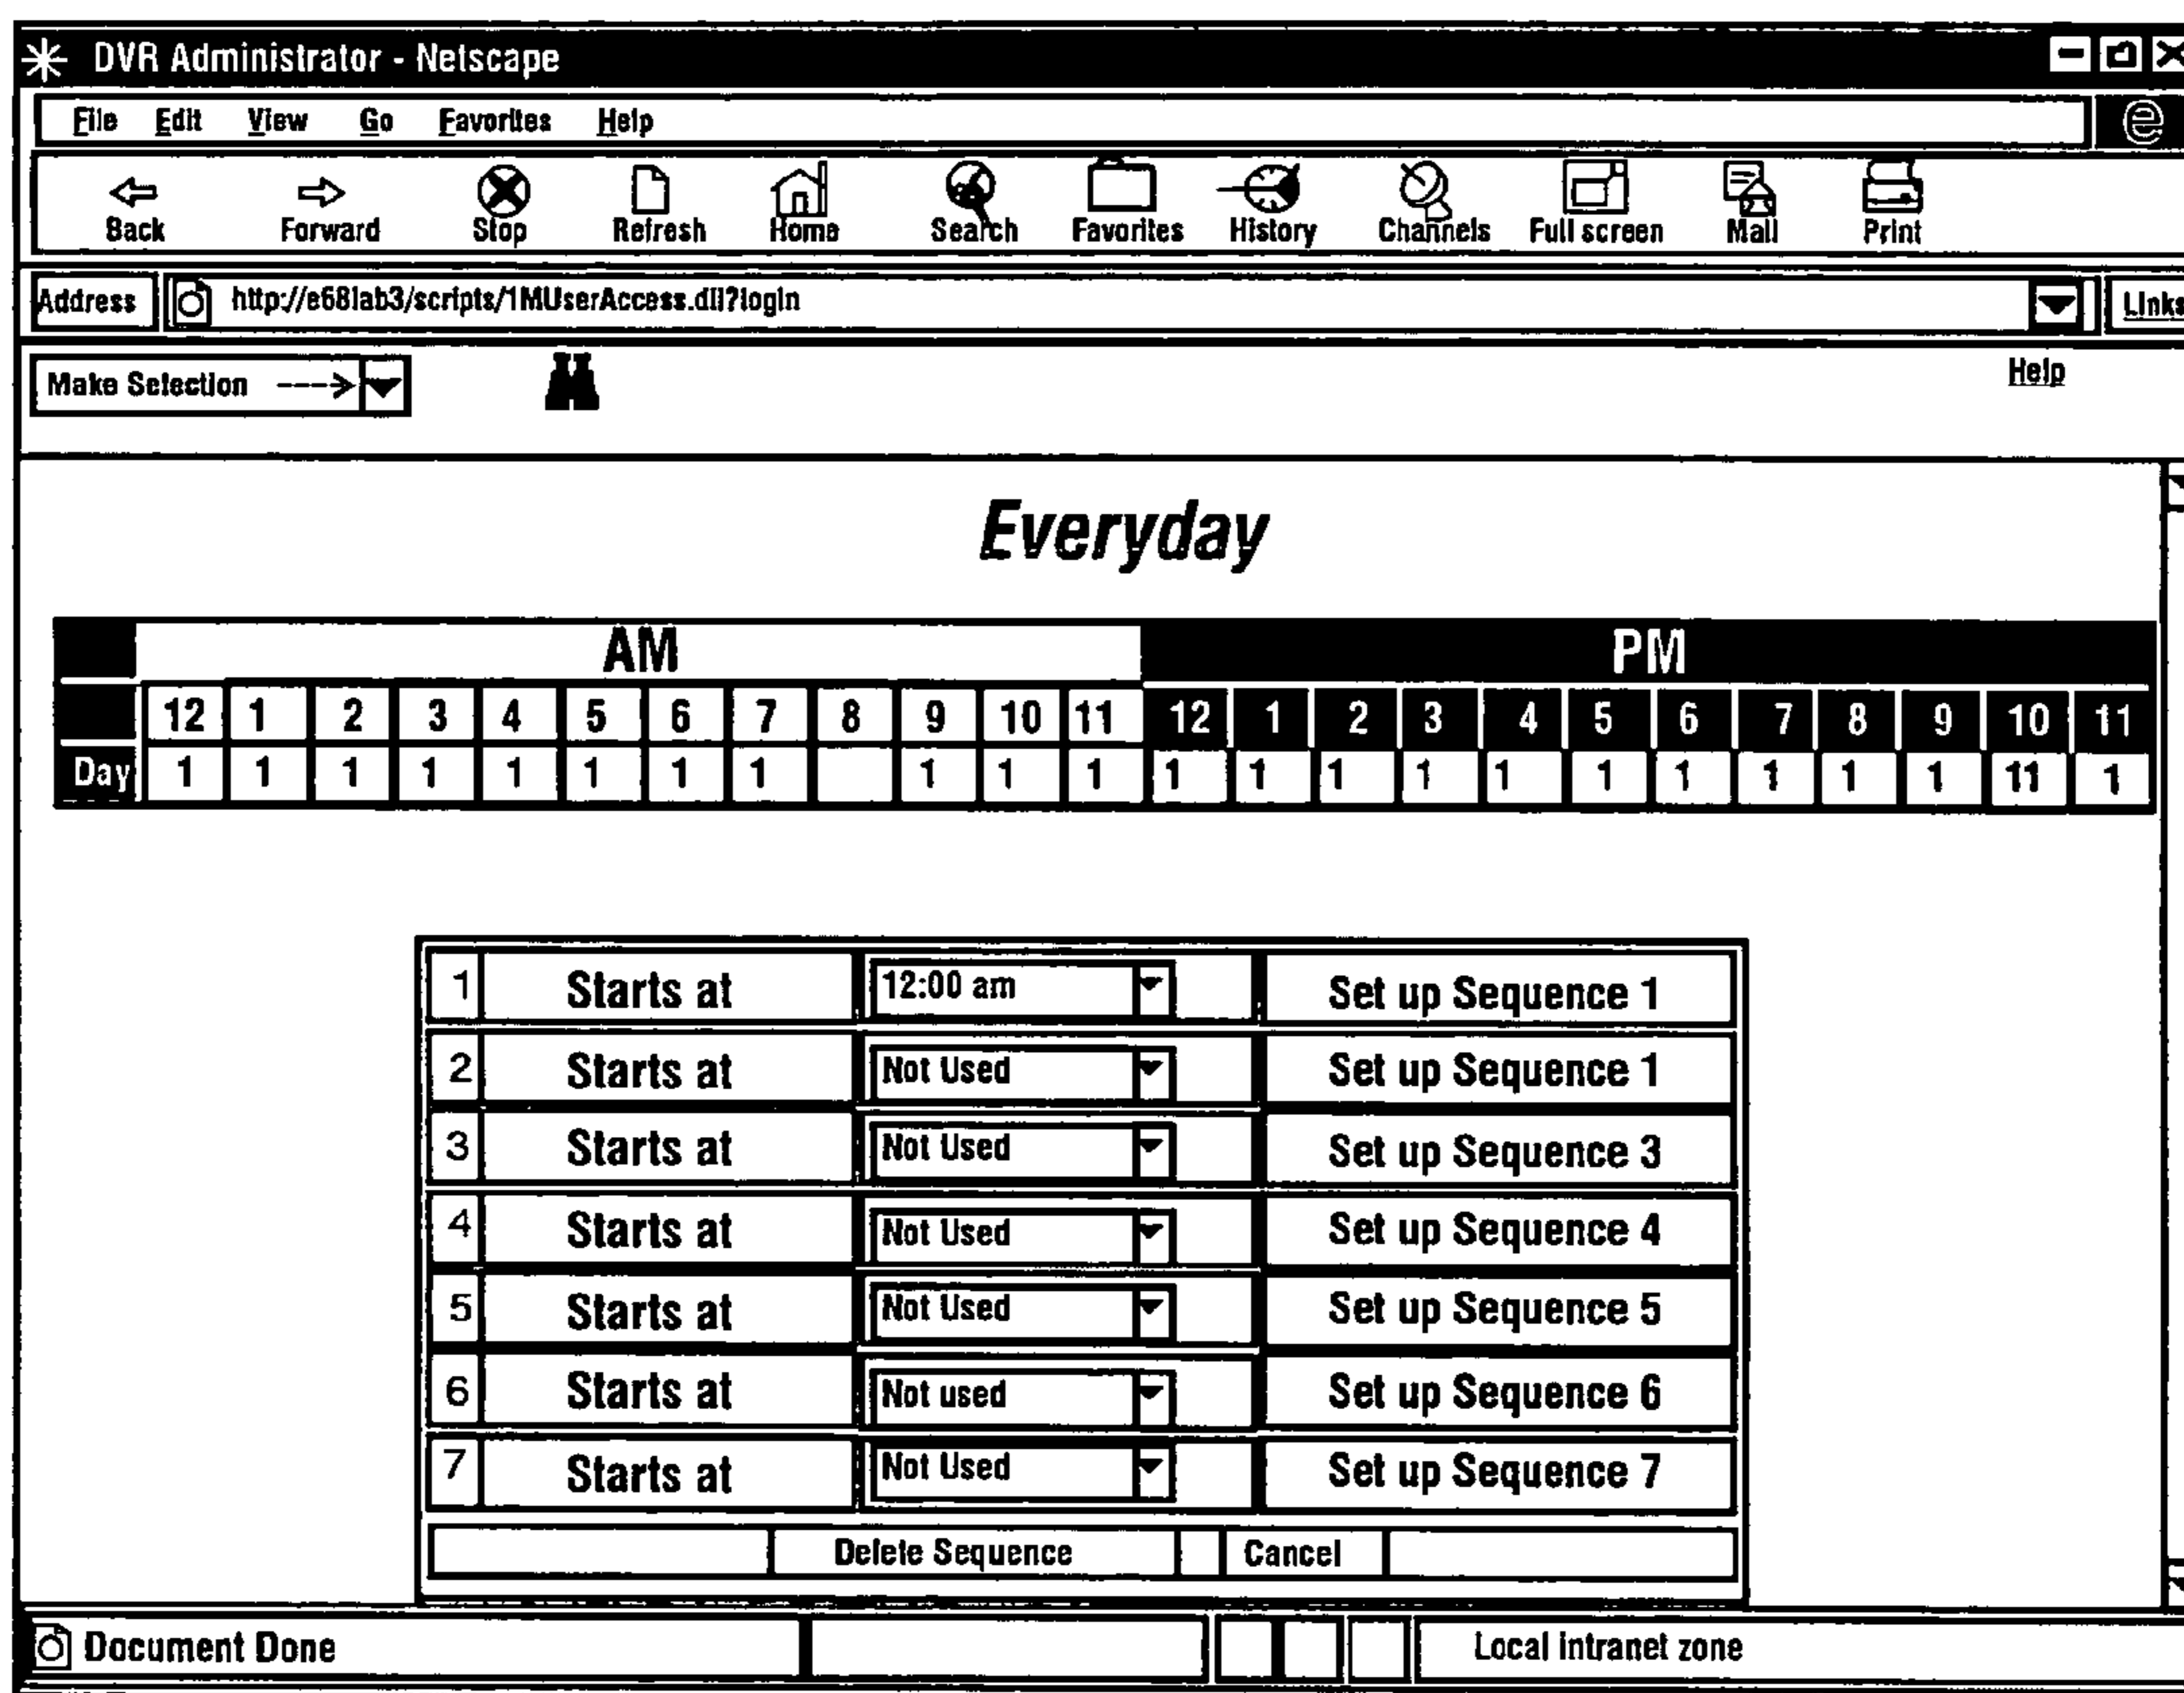 DVR Administrator - Netscape
File Edit View Go Favorites Help
Back Forward Stop Refresh Home Search Favorites History Channels Full screen Mail Print
Address http://e68lab3/scripts/1MUserAccess.dll?login Links
Make Selection ---> Help
Everyday
AM PM
12 1 2 3 4 5 6 7 8 9 10 11 12 1 2 3 4 5 6 7 8 9 10 11
Day 1 1 1 1 1 1 1 1 1 1 1 1 1 1 1 1 1 1 1 1 1 11 1
1 Starts at 12:00 am Set up Sequence 1
2 Starts at Not Used Set up Sequence 1
3 Starts at Not Used Set up Sequence 3
4 Starts at Not Used Set up Sequence 4
5 Starts at Not Used Set up Sequence 5
6 Starts at Not used Set up Sequence 6
7 Starts at Not Used Set up Sequence 7
Delete Sequence Cancel
Document Done Local intranet zone